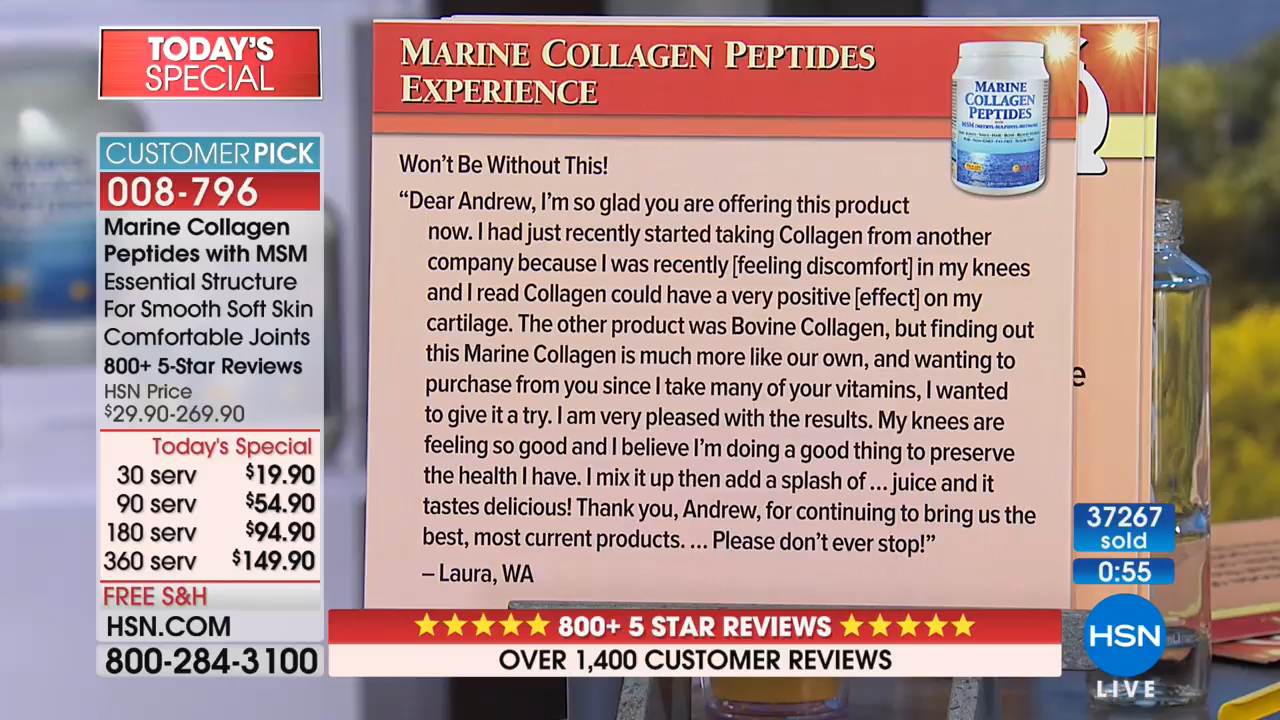 TODAY'S
SPECIAL
CUSTOMER PICK
008-796
Marine Collagen
Peptides with MSM
Essential Structure
For Smooth Soft Skin
Comfortable Joints
800+ 5-Star Reviews
HSN Price
$29.90-269.90
Today's Special
30 serv $19.90
90 serv $54.90
180 serv $94.90
360 serv $149.90
FREE S&H
HSN.COM
800-284-3100
MARINE COLLAGEN PEPTIDES
EXPERIENCE
MARINE
COLLAGEN
PEPTIDES
Won't Be Without This!
“Dear Andrew, I'm so glad you are offering this product
now. I had just recently started taking Collagen from another
company because I was recently [feeling discomfort] in my knees
and I read Collagen could have a very positive [effect] on my
cartilage. The other product was Bovine Collagen, but finding out
this Marine Collagen is much more like our own, and wanting to
purchase from you since I take many of your vitamins, I wanted
to give it a try. I am very pleased with the results. My knees are
feeling so good and I believe I'm doing a good thing to preserve
the health I have. I mix it up then add a splash of ... juice and it
tastes delicious! Thank you, Andrew, for continuing to bring us the
best, most current products. ... Please don't ever stop!”
– Laura, WA
e
37267
sold
0:55
HSN
LIVE
★★★★★ 800+ 5 STAR REVIEWS ★★★★★
OVER 1,400 CUSTOMER REVIEWS